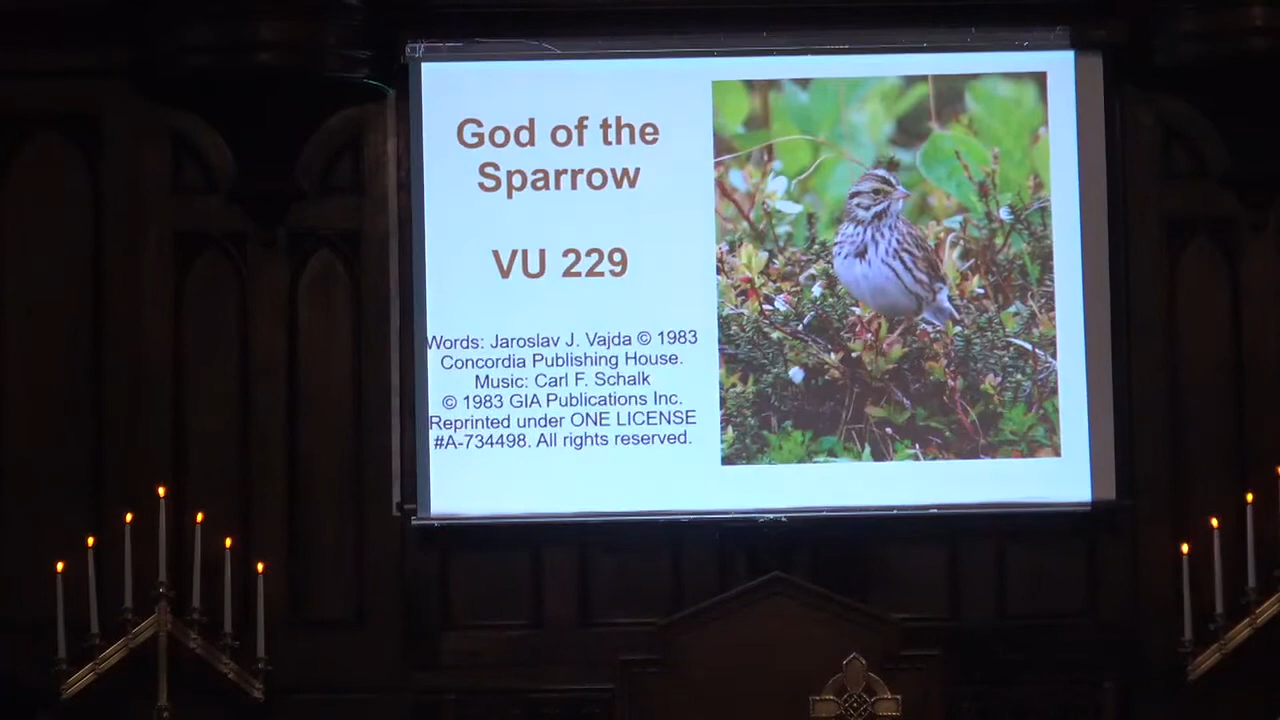 God of the
Sparrow
VU 229
Words: Jaroslav J. Vajda © 1983
Concordia Publishing House.
Music: Carl F. Schalk
© 1983 GIA Publications Inc.
Reprinted under ONE LICENSE
#A-734498. All rights reserved.